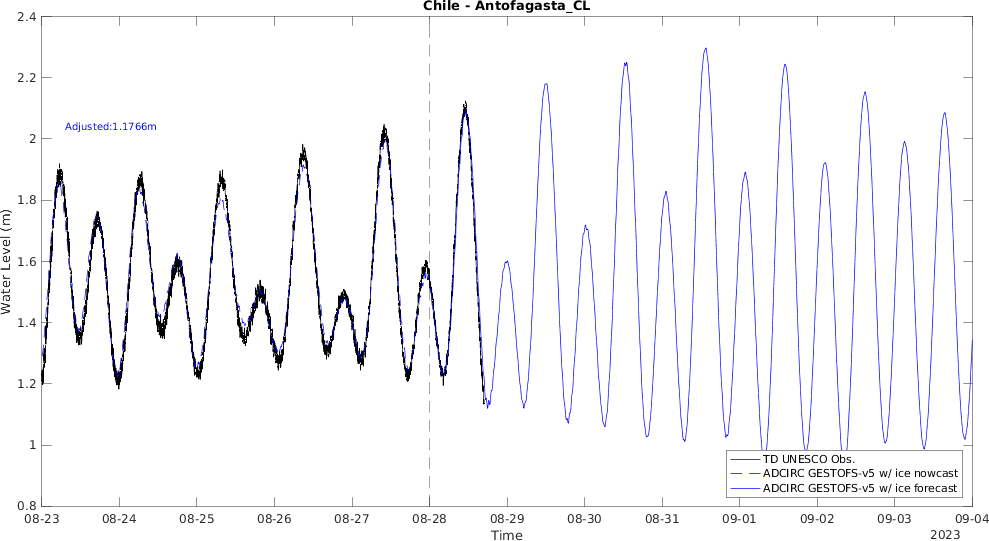 Chile - Antofagasta_CL
2.4
2.2
2
1.8
1.6
1.4
1.2
1
0.8
Water Level (m)
Adjusted:1.1766m
TD UNESCO Obs.
ADCIRC GESTOFS-v5 w/ ice nowcast
ADCIRC GESTOFS-v5 w/ ice forecast
08-23 08-24 08-25 08-26 08-27 08-28 08-29 08-30 08-31 09-01 09-02 09-03 09-04
Time
2023